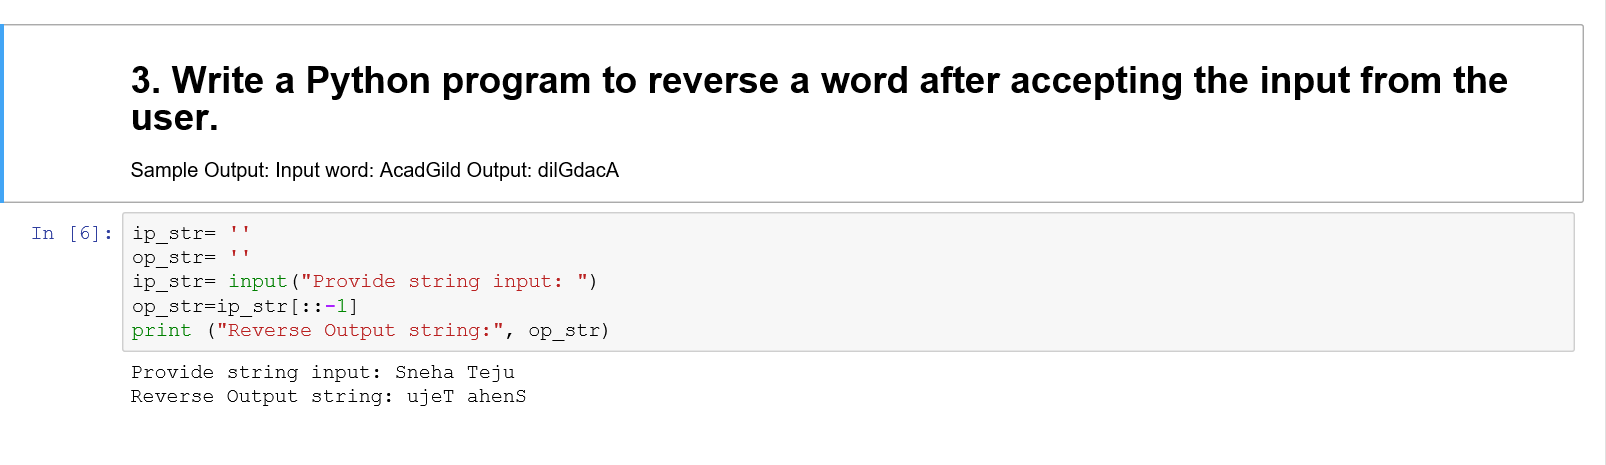 3. Write a Python program to reverse a word after accepting the input from the
user.
Sample Output: Input word: AcadGild Output: dilGdacA
In [6]: ip_str= ''
op_str= ''
ip_str= input("Provide string input: ")
op_str=ip_str[::-1]
print ("Reverse Output string:", op_str)
Provide string input: Sneha Teju
Reverse Output string: ujeT ahenS